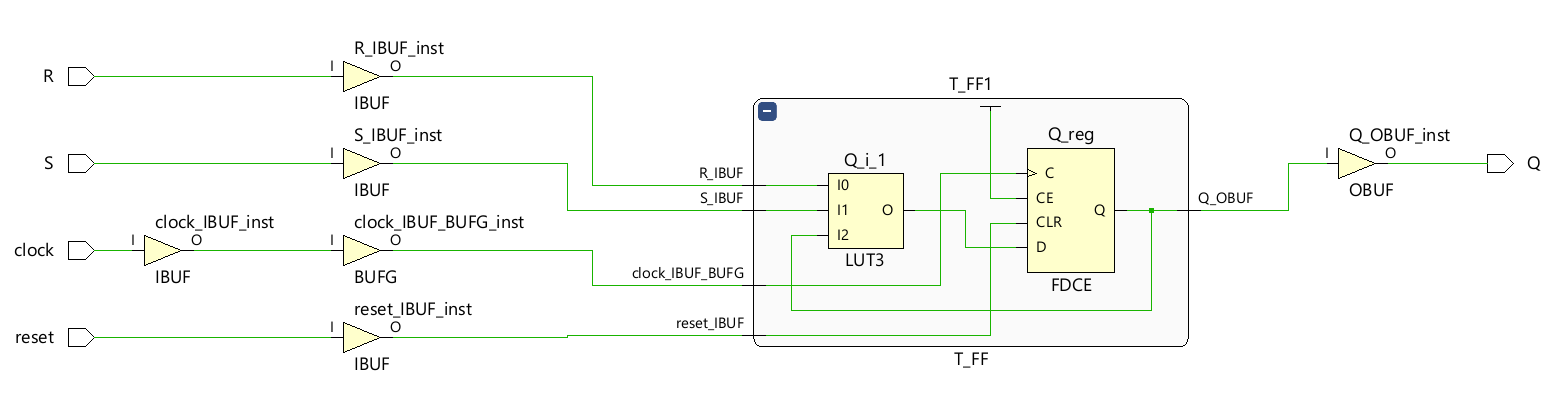 R
I
R_IBUF_inst
O
IBUF
S
I
S_IBUF_inst
O
IBUF
clock
I
clock_IBUF_inst
O
IBUF
I
clock_IBUF_BUFG_inst
O
BUFG
reset
I
reset_IBUF_inst
O
IBUF
T_FF1
R_IBUF
S_IBUF
clock_IBUF_BUFG
reset_IBUF
Q_i_1
I0
I1
I2
O
LUT3
Q_reg
C
CE
CLR
D
Q
FDCE
T_FF
Q_OBUF
I
Q_OBUF_inst
O
OBUF
Q